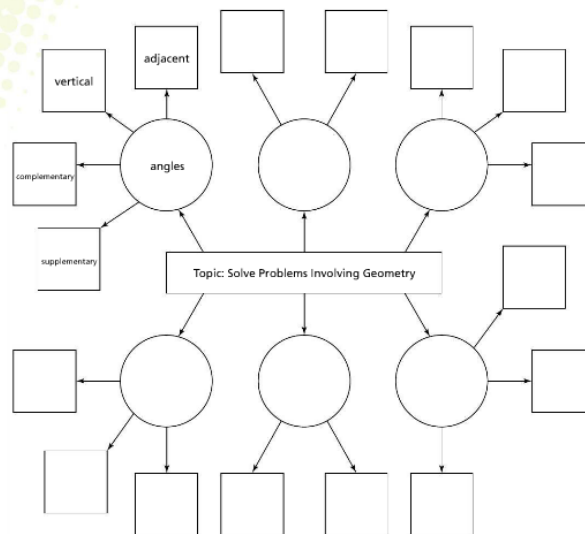 adjacent
vertical
angles
complementary
supplementary
Topic: Solve Problems Involving Geometry